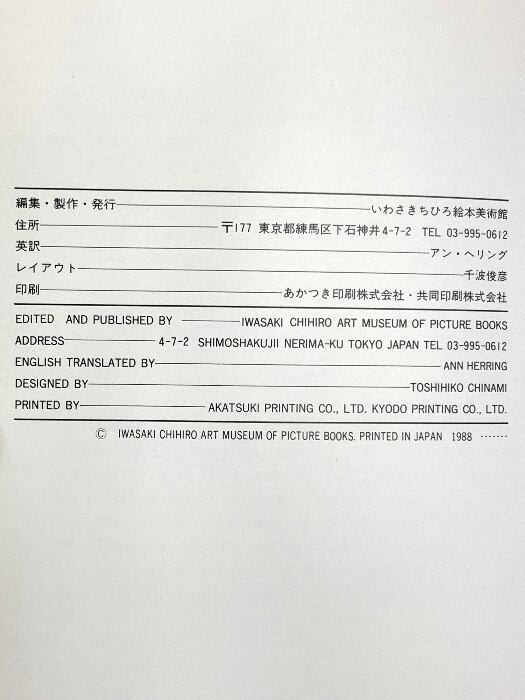 編集・製作・発行――いわさきちひろ絵本美術館
住所――〒177 東京都練馬区下石神井4-7-2 TEL 03-995-0612
英訳――アン・ヘリング
レイアウト――千波俊彦
印刷――あかつき印刷株式会社・共同印刷株式会社
EDITED AND PUBLISHED BY ――IWASAKI CHIHIRO ART MUSEUM OF PICTURE BOOKS
ADDRESS――4-7-2 SHIMOSHAKUJII NERIMA-KU TOKYO JAPAN TEL 03-995-0612
ENGLISH TRANSLATED BY――ANN HERRING
DESIGNED BY――TOSHIHIKO CHINAMI
PRINTED BY――AKATSUKI PRINTING CO., LTD. KYODO PRINTING CO., LTD.
© IWASAKI CHIHIRO ART MUSEUM OF PICTURE BOOKS. PRINTED IN JAPAN 1988 ·······